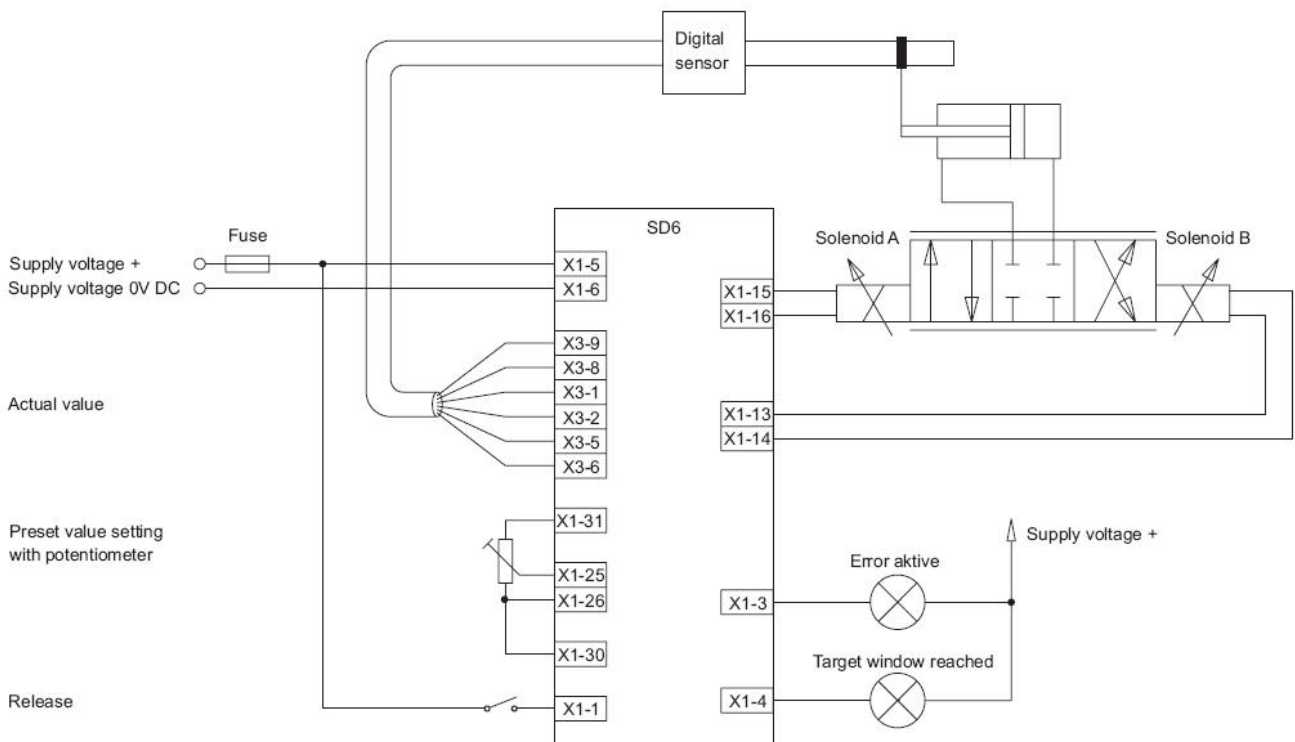 Digital
sensor
SD6
Fuse
Solenoid A
Solenoid B
Supply voltage +
X1-5
Supply voltage 0V DC
X1-6
X1-15
X1-16
X3-9
X3-8
Actual value
X3-1
X3-2
X3-5
X3-6
X1-13
X1-14
Preset value setting
with potentiometer
X1-31
X1-25
X1-26
X1-30
Supply voltage +
Error aktive
X1-3
Target window reached
X1-4
Release
X1-1